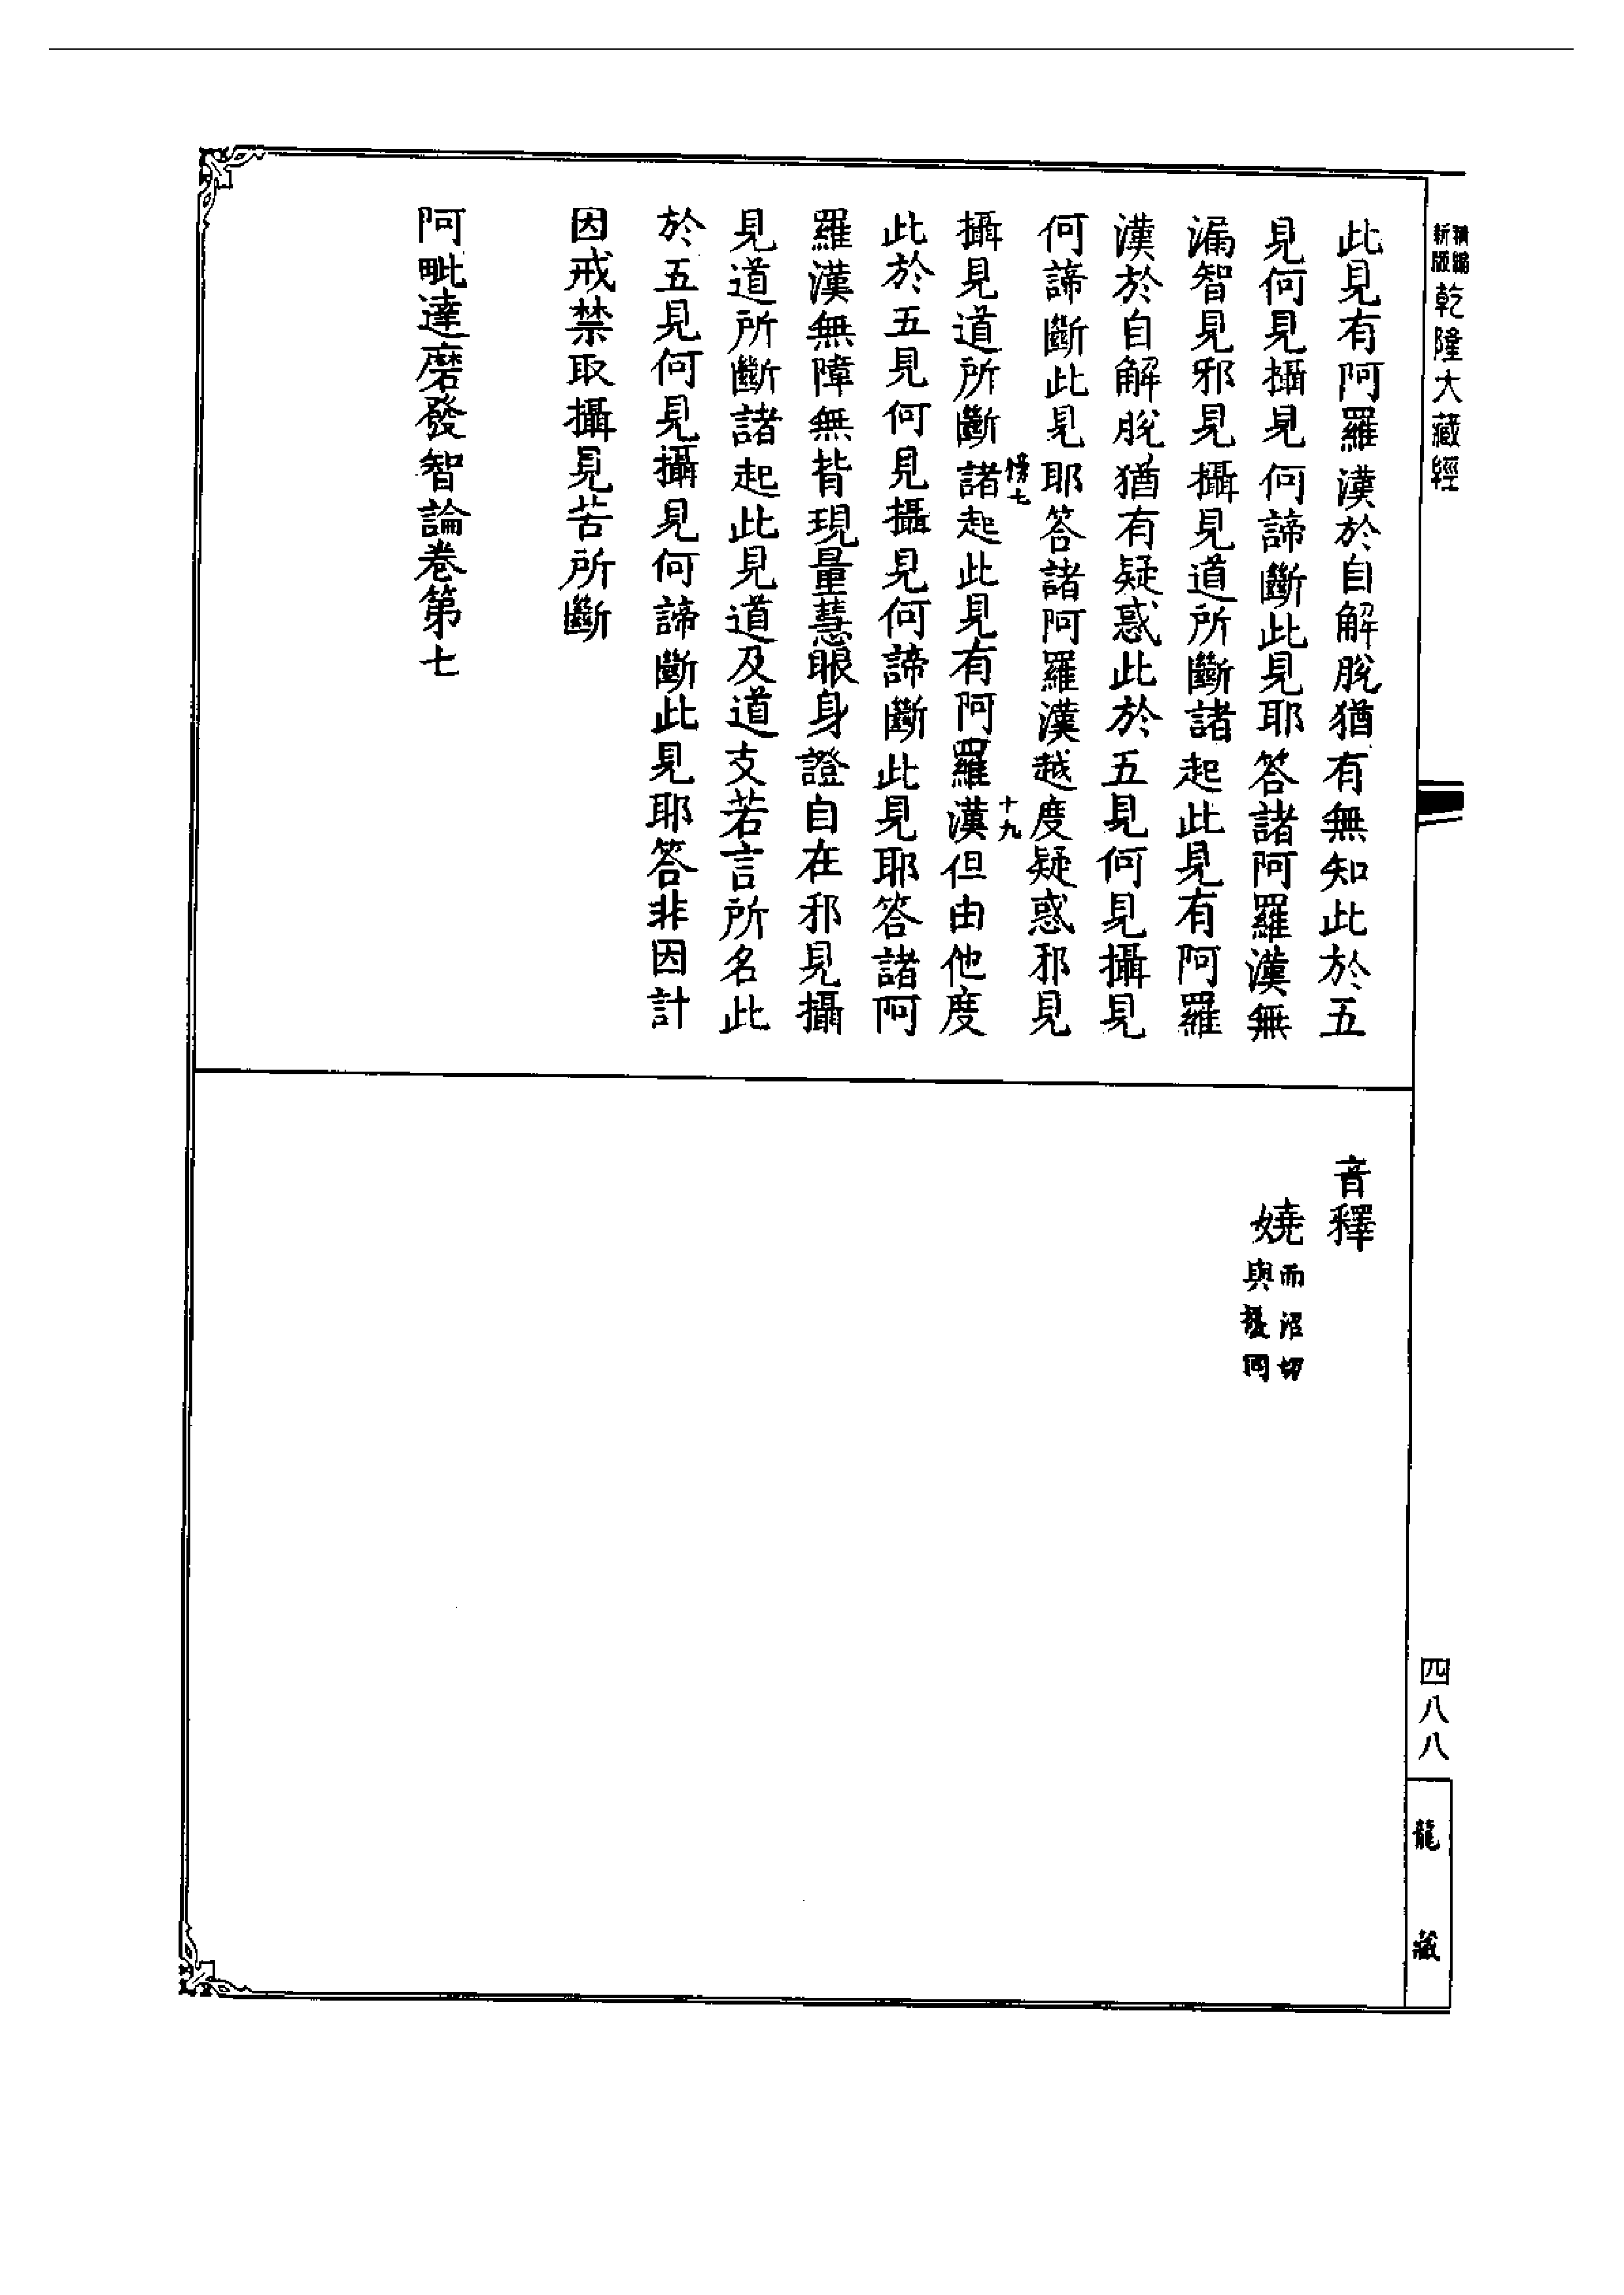 新版
乾隆大藏經
此見有阿羅漢於自解脫猶有無知此於五
見何見攝見何諦斷此見耶答諸阿羅漢無
漏智見邪見攝見道所斷諸起此見有阿羅
漢於自解脫猶有疑惑此於五見何見攝見
何諦斷此見耶答諸阿羅漢越度疑惑邪見
七
十九
攝見道所斷諸起此見有阿羅漢但由他度
此於五見何見攝見何諦斷此見耶答諸阿
羅漢無障無背現量慧眼身證自在邪見攝
見道所斷諸起此見道及道支若言所名此
於五見何見攝見何諦斷此見耶答非因計
因戒禁取攝見苦所斷
阿毗達磨發智論卷第七
音釋
嬈
而沼切
與擾同
四八八
龍藏